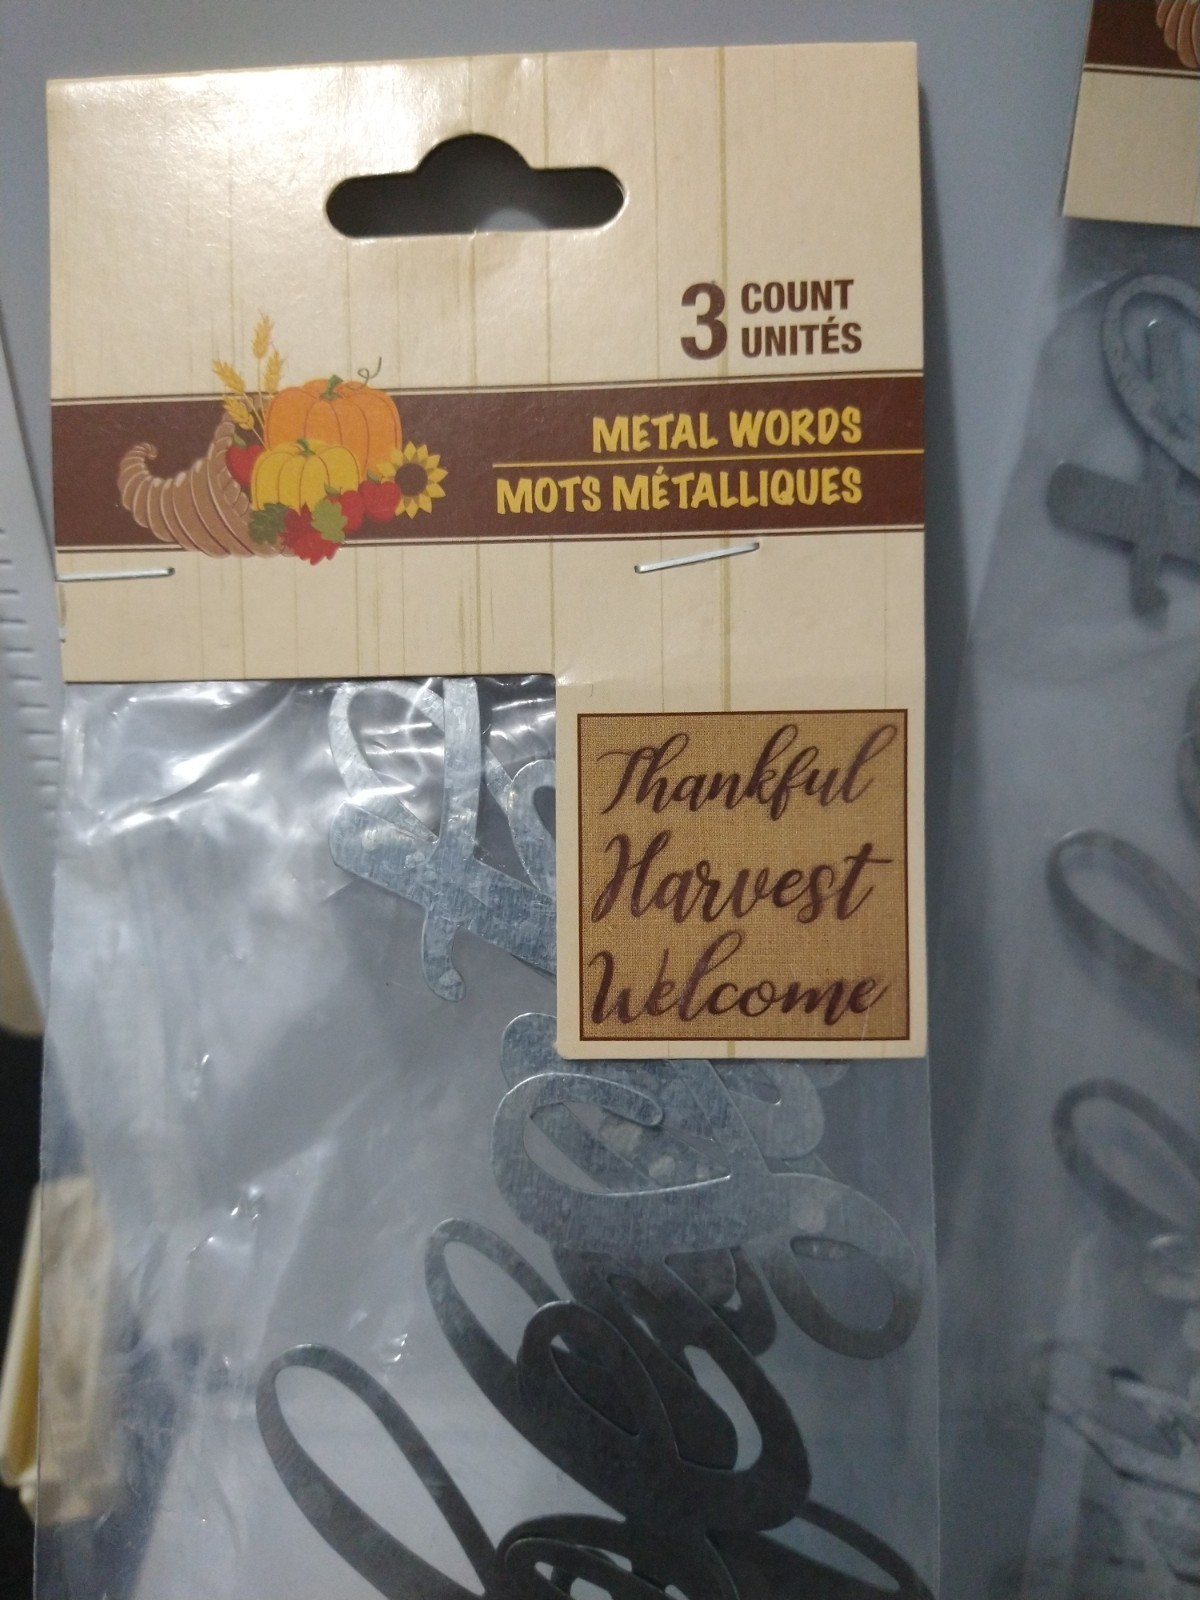 3 COUNT
UNITÉS
METAL WORDS
MOTS MÉTALLIQUES
Thankful
Harvest
Welcome